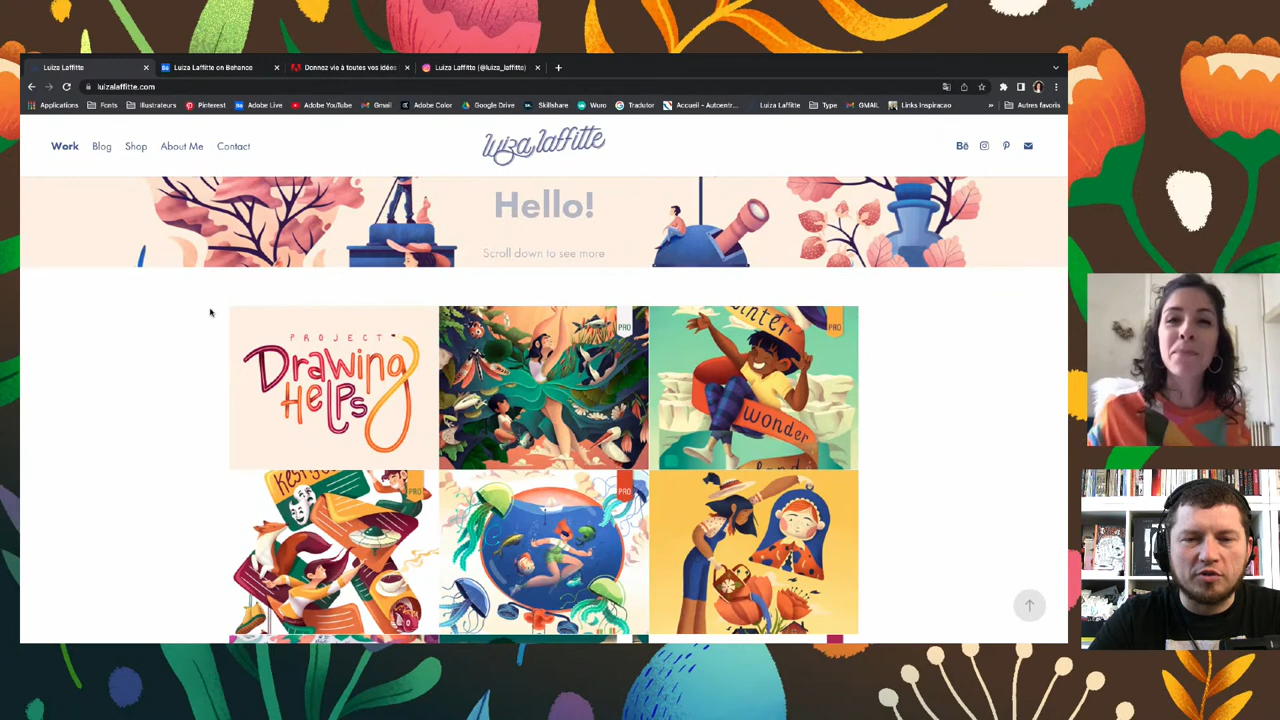 Luiza Laffitte
Luiza Laffitte on Behance
Donnez vie à toutes vos idées
Luiza Laffitte (@luiza_laffitte)
luizalaffitte.com
Applications
Fonts
Illustrateurs
Pinterest
Adobe Live
Adobe YouTube
Gmail
Adobe Color
Google Drive
Skillshare
Wuro
Tradutor
Accueil - Autoentr...
Luiza Laffitte
Type
GMAIL
Links Inspiracao
»
Autres favoris
Work
Blog
Shop
About Me
Contact
luiza laffitte
Bē
Hello!
Scroll down to see more
PROJECT
Drawing
Helps
PRO
winter
wonder
land
PRO
PRO
PRO